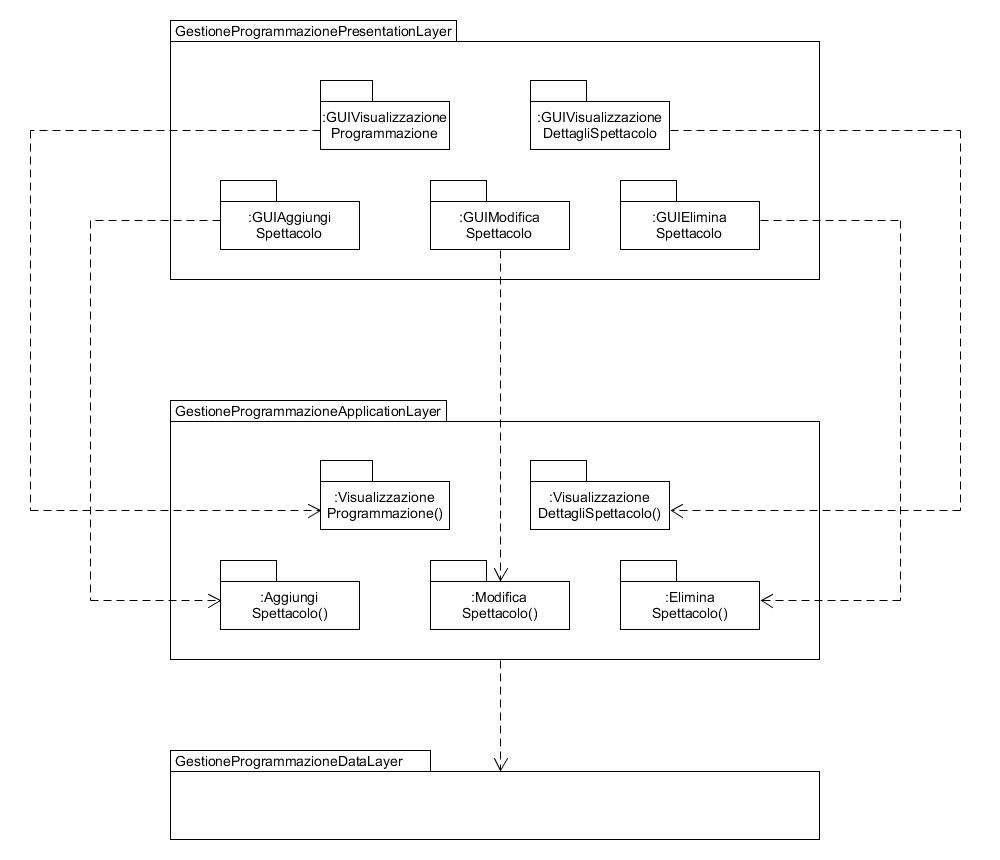 GestioneProgrammazionePresentationLayer
:GUIVisualizzazione
Programmazione
:GUIVisualizzazione
DettagliSpettacolo
:GUIAggiungi
Spettacolo
:GUIModifica
Spettacolo
:GUIElimina
Spettacolo
GestioneProgrammazioneApplicationLayer
:Visualizzazione
Programmazione()
:Visualizzazione
DettagliSpettacolo()
:Aggiungi
Spettacolo()
:Modifica
Spettacolo()
:Elimina
Spettacolo()
GestioneProgrammazioneDataLayer